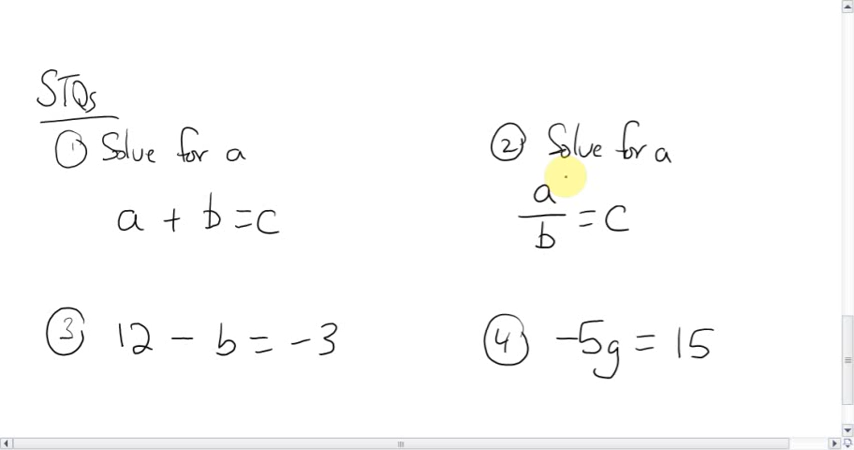 STQs
① Solve for a
a + b = c
② Solve for a
a/b = c
③ 12 - b = -3
④ -5g = 15